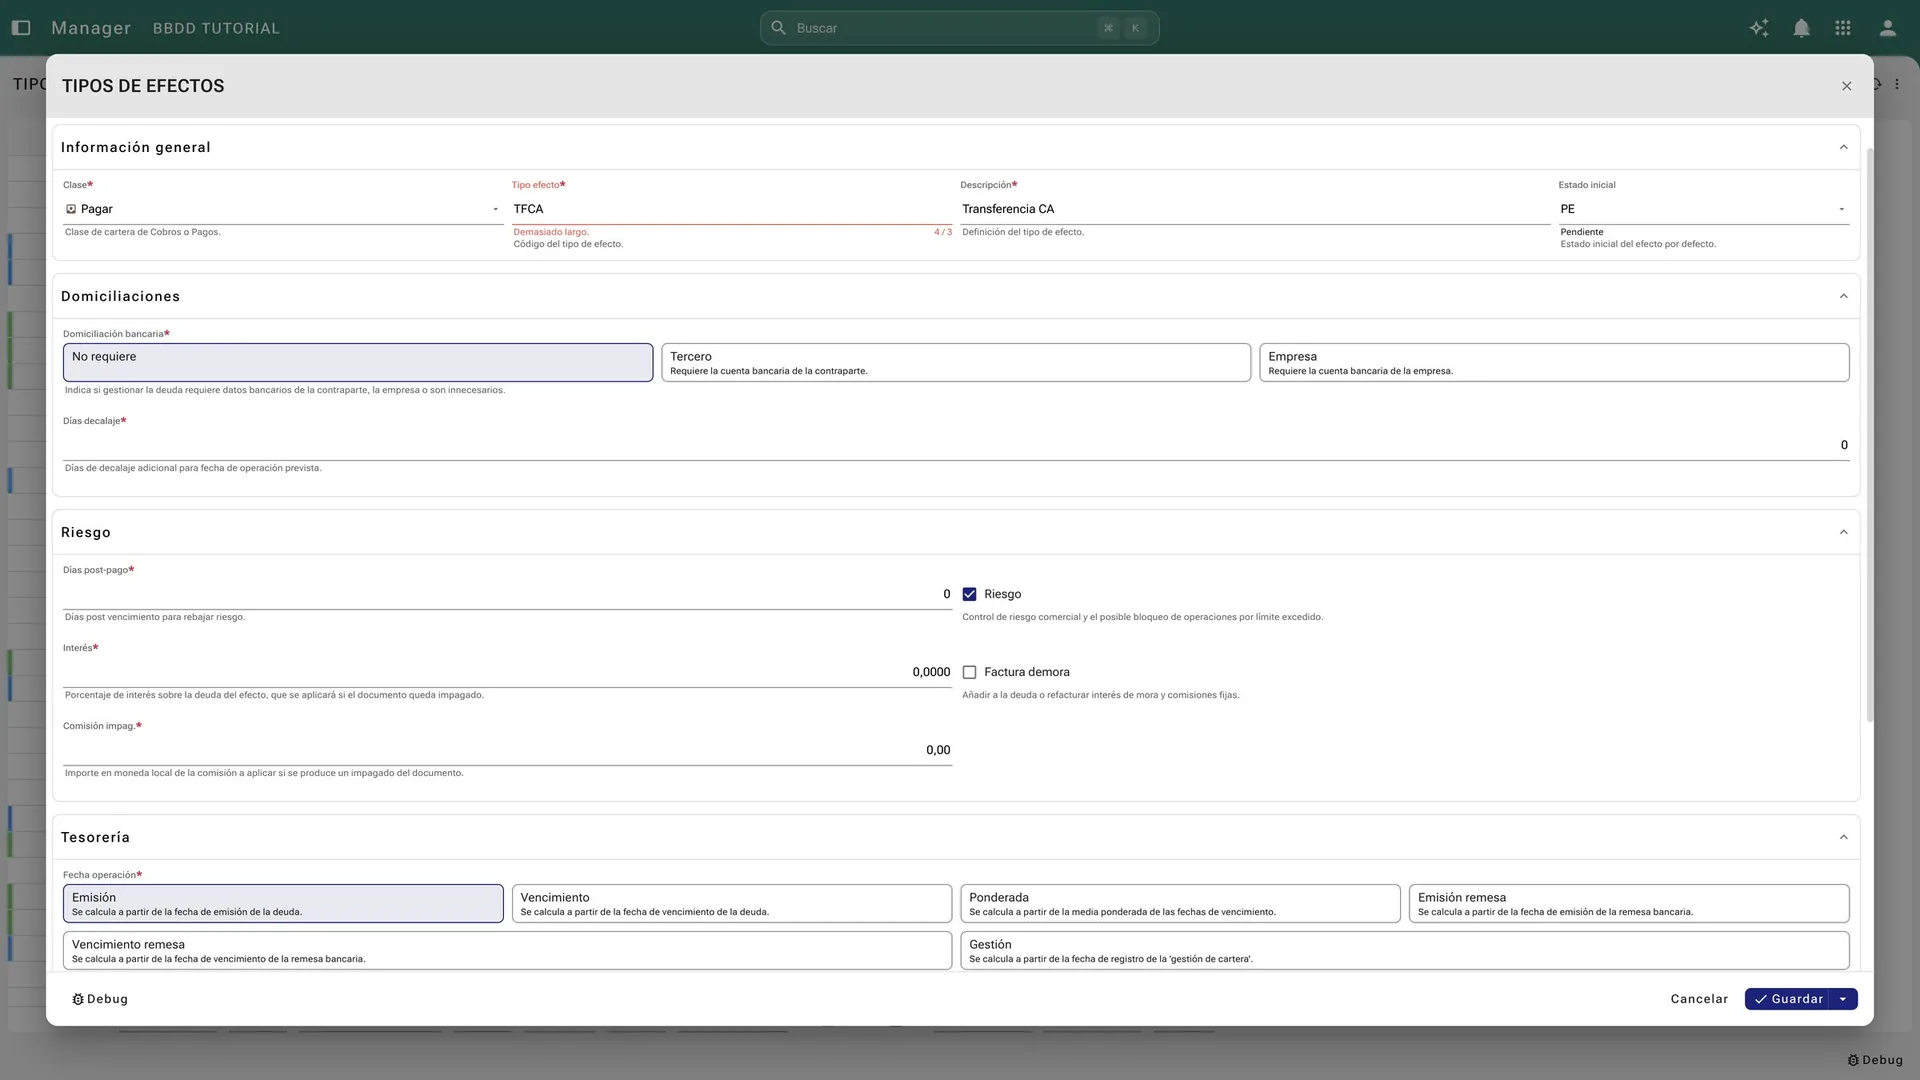 Manager BBDD TUTORIAL
Buscar
⌘ K
TIPO
TIPOS DE EFECTOS
Información general
Clase*
Pagar
Clase de cartera de Cobros o Pagos.
Tipo efecto*
TFCA
Demasiado largo.
4 / 3
Código del tipo de efecto.
Descripción*
Transferencia CA
Definición del tipo de efecto.
Estado inicial
PE
Pendiente
Estado inicial del efecto por defecto.
Domiciliaciones
Domiciliación bancaria*
No requiere
Tercero
Requiere la cuenta bancaria de la contraparte.
Empresa
Requiere la cuenta bancaria de la empresa.
Indica si gestionar la deuda requiere datos bancarios de la contraparte, la empresa o son innecesarios.
Días decalaje*
0
Días de decalaje adicional para fecha de operación prevista.
Riesgo
Días post-pago*
0
Días post vencimiento para rebajar riesgo.
Riesgo
Control de riesgo comercial y el posible bloqueo de operaciones por límite excedido.
Interés*
0,0000
Porcentaje de interés sobre la deuda del efecto, que se aplicará si el documento queda impagado.
Factura demora
Añadir a la deuda o refacturar interés de mora y comisiones fijas.
Comisión impag.*
0,00
Importe en moneda local de la comisión a aplicar si se produce un impagado del documento.
Tesorería
Fecha operación*
Emisión
Se calcula a partir de la fecha de emisión de la deuda.
Vencimiento
Se calcula a partir de la fecha de vencimiento de la deuda.
Ponderada
Se calcula a partir de la media ponderada de las fechas de vencimiento.
Emisión remesa
Se calcula a partir de la fecha de emisión de la remesa bancaria.
Vencimiento remesa
Se calcula a partir de la fecha de vencimiento de la remesa bancaria.
Gestión
Se calcula a partir de la fecha de registro de la 'gestión de cartera'.
Debug
Cancelar
Guardar
Debug